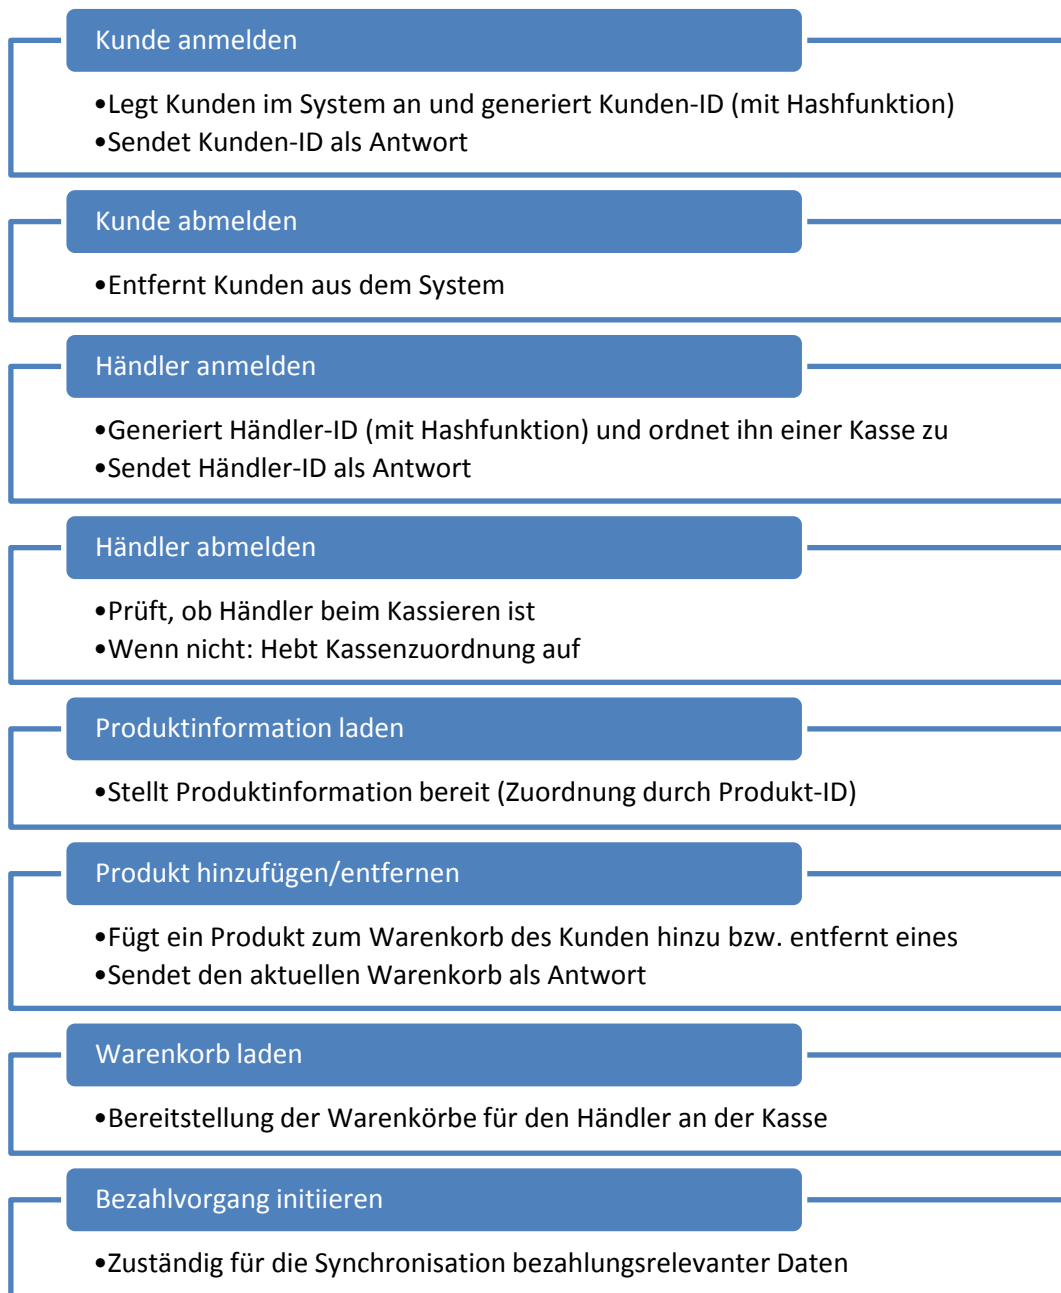 Kunde anmelden
•Legt Kunden im System an und generiert Kunden-ID (mit Hashfunktion)
•Sendet Kunden-ID als Antwort
Kunde abmelden
•Entfernt Kunden aus dem System
Händler anmelden
•Generiert Händler-ID (mit Hashfunktion) und ordnet ihn einer Kasse zu
•Sendet Händler-ID als Antwort
Händler abmelden
•Prüft, ob Händler beim Kassieren ist
•Wenn nicht: Hebt Kassenzuordnung auf
Produktinformation laden
•Stellt Produktinformation bereit (Zuordnung durch Produkt-ID)
Produkt hinzufügen/entfernen
•Fügt ein Produkt zum Warenkorb des Kunden hinzu bzw. entfernt eines
•Sendet den aktuellen Warenkorb als Antwort
Warenkorb laden
•Bereitstellung der Warenkörbe für den Händler an der Kasse
Bezahlvorgang initiieren
•Zuständig für die Synchronisation bezahlungsrelevanter Daten